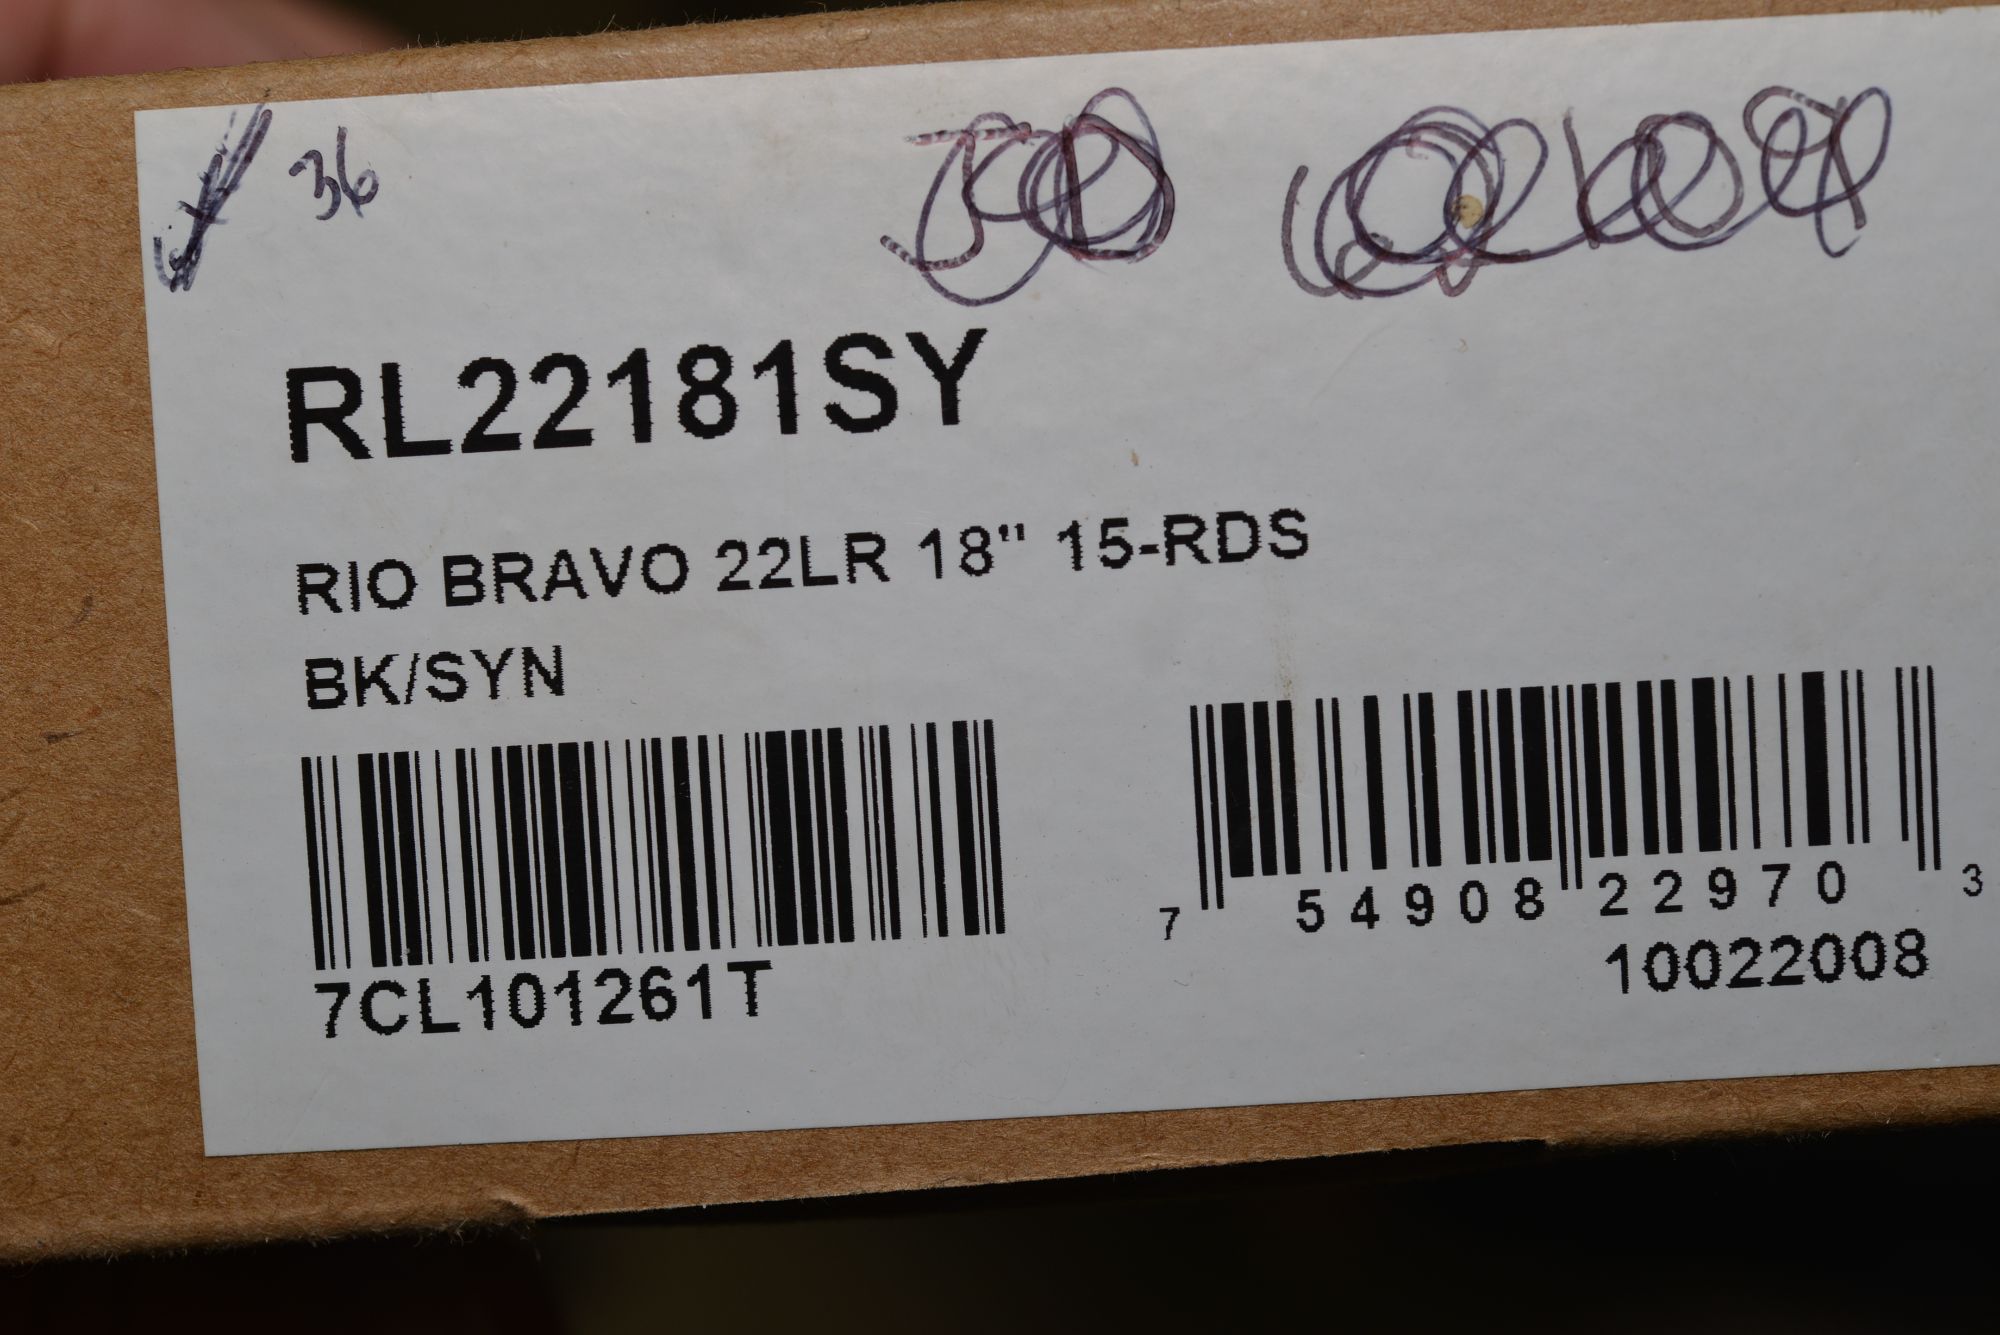 36
RL22181SY
RIO BRAVO 22LR 18" 15-RDS
BK/SYN
7CL101261T
7 54908 22970 3
10022008